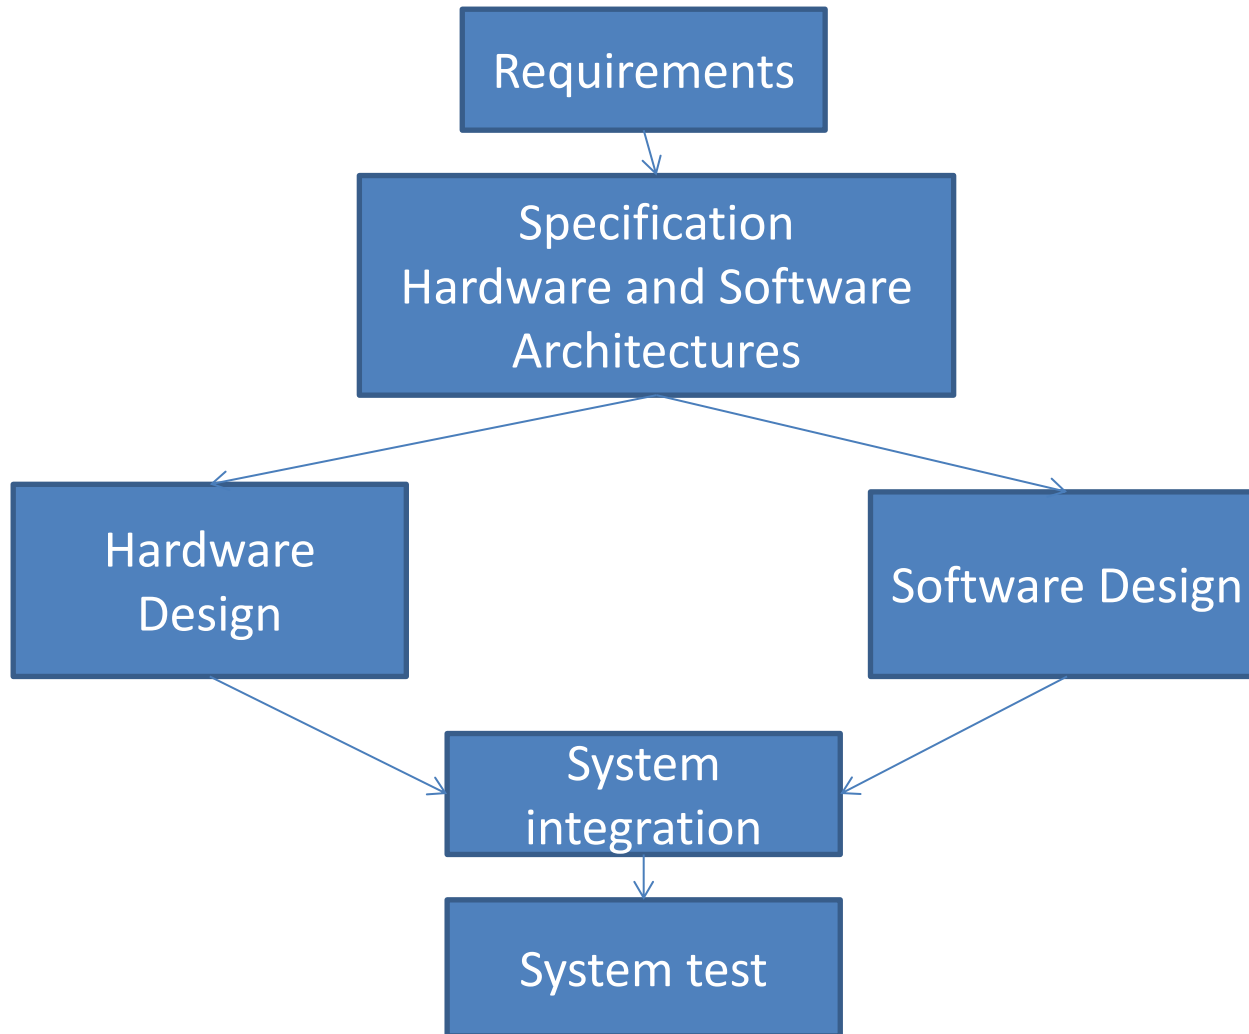 Requirements
Specification
Hardware and Software
Architectures
Hardware
Design
Software Design
System
integration
System test